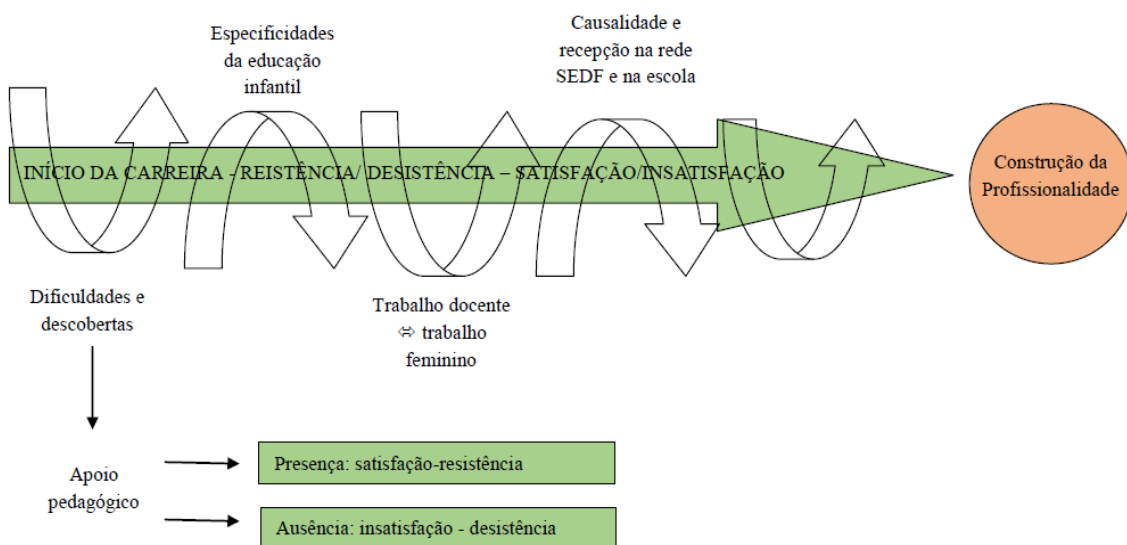 Especificidades
da educação
infantil
Causalidade e
recepção na rede
SEDF e na escola
INÍCIO DA CARREIRA - REISTÊNCIA/ DESISTÊNCIA – SATISFAÇÃO/INSATISFAÇÃO
Construção da
Profissionalidade
Dificuldades e
descobertas
Trabalho docente
⬄ trabalho
feminino
Apoio
pedagógico
Presença: satisfação-resistência
Ausência: insatisfação - desistência